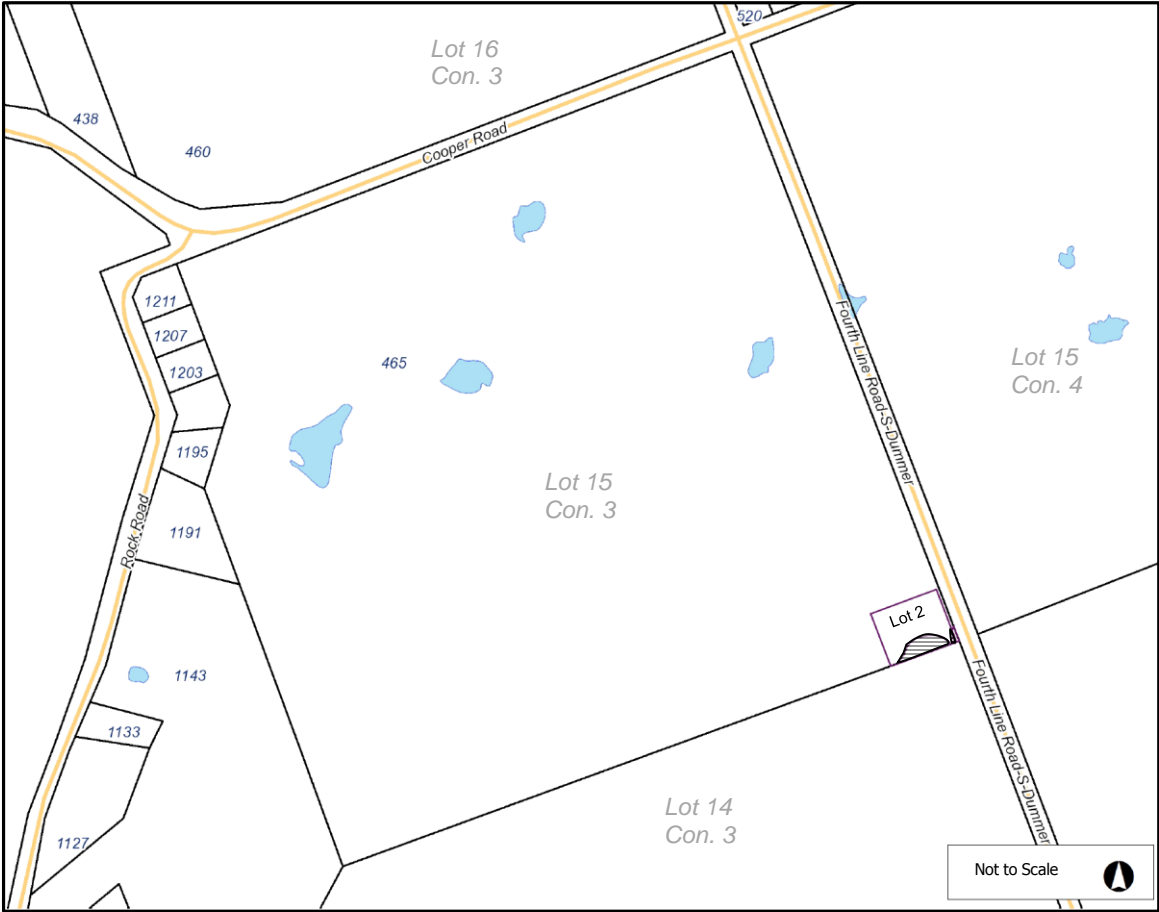 520
Lot 16
Con. 3
438
460
Cooper Road
1211
1207
1203
465
Fourth Line Road-S-Dummer
Lot 15
Con. 4
1195
Lot 15
Con. 3
Rock Road
1191
Lot 2
1143
Fourth Line Road-S-Dummer
1133
Lot 14
Con. 3
1127
Not to Scale